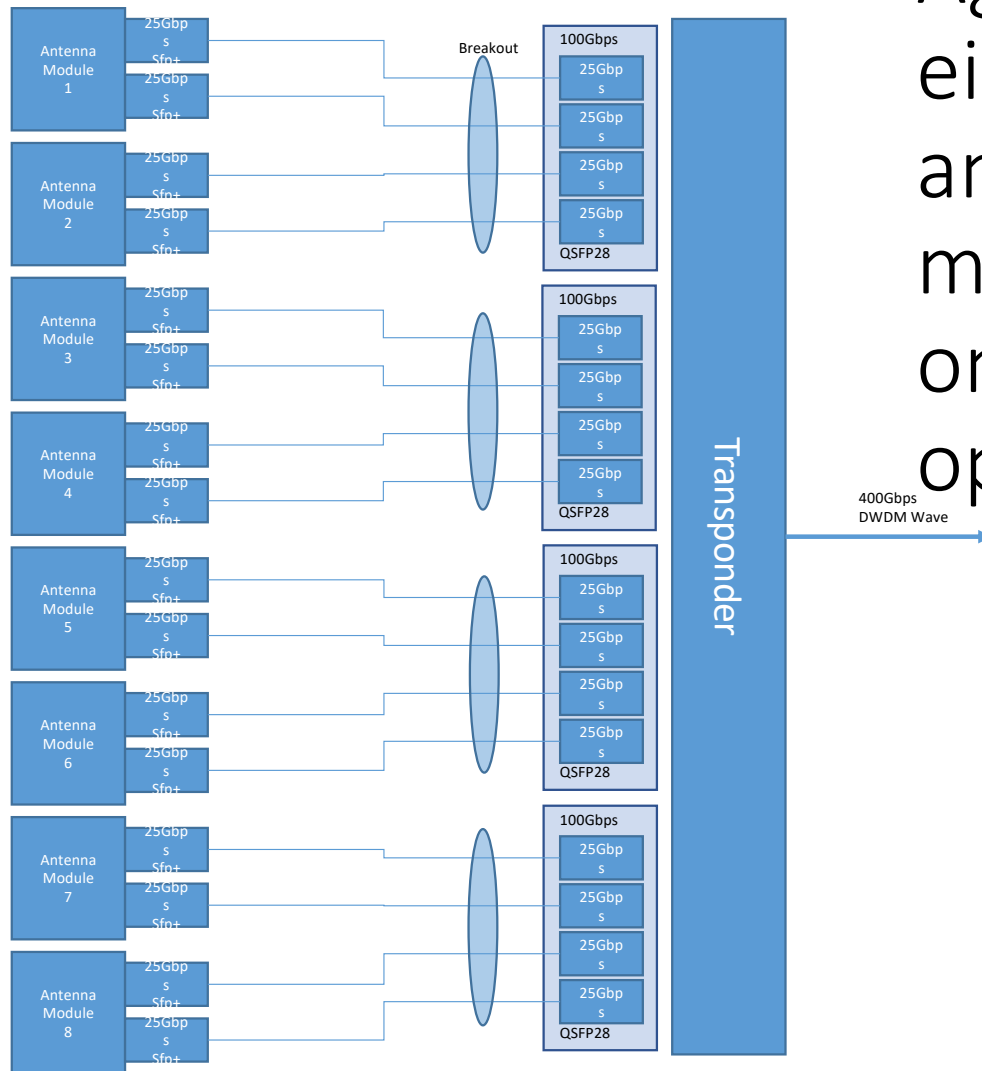 Antenna
Module
1
25Gbp
s
Sfp+
25Gbp
s
Sfp+
Antenna
Module
2
25Gbp
s
Sfp+
25Gbp
s
Sfp+
Antenna
Module
3
25Gbp
s
Sfp+
25Gbp
s
Sfp+
Antenna
Module
4
25Gbp
s
Sfp+
25Gbp
s
Sfp+
Antenna
Module
5
25Gbp
s
Sfp+
25Gbp
s
Sfp+
Antenna
Module
6
25Gbp
s
Sfp+
25Gbp
s
Sfp+
Antenna
Module
7
25Gbp
s
Sfp+
25Gbp
s
Sfp+
Antenna
Module
8
25Gbp
s
Sfp+
25Gbp
s
Sfp+
Breakout
100Gbps
25Gbp
s
25Gbp
s
25Gbp
s
25Gbp
s
QSFP28
100Gbps
25Gbp
s
25Gbp
s
25Gbp
s
25Gbp
s
QSFP28
100Gbps
25Gbp
s
25Gbp
s
25Gbp
s
25Gbp
s
QSFP28
100Gbps
25Gbp
s
25Gbp
s
25Gbp
s
25Gbp
s
QSFP28
Transponder
400Gbps
DWDM Wave